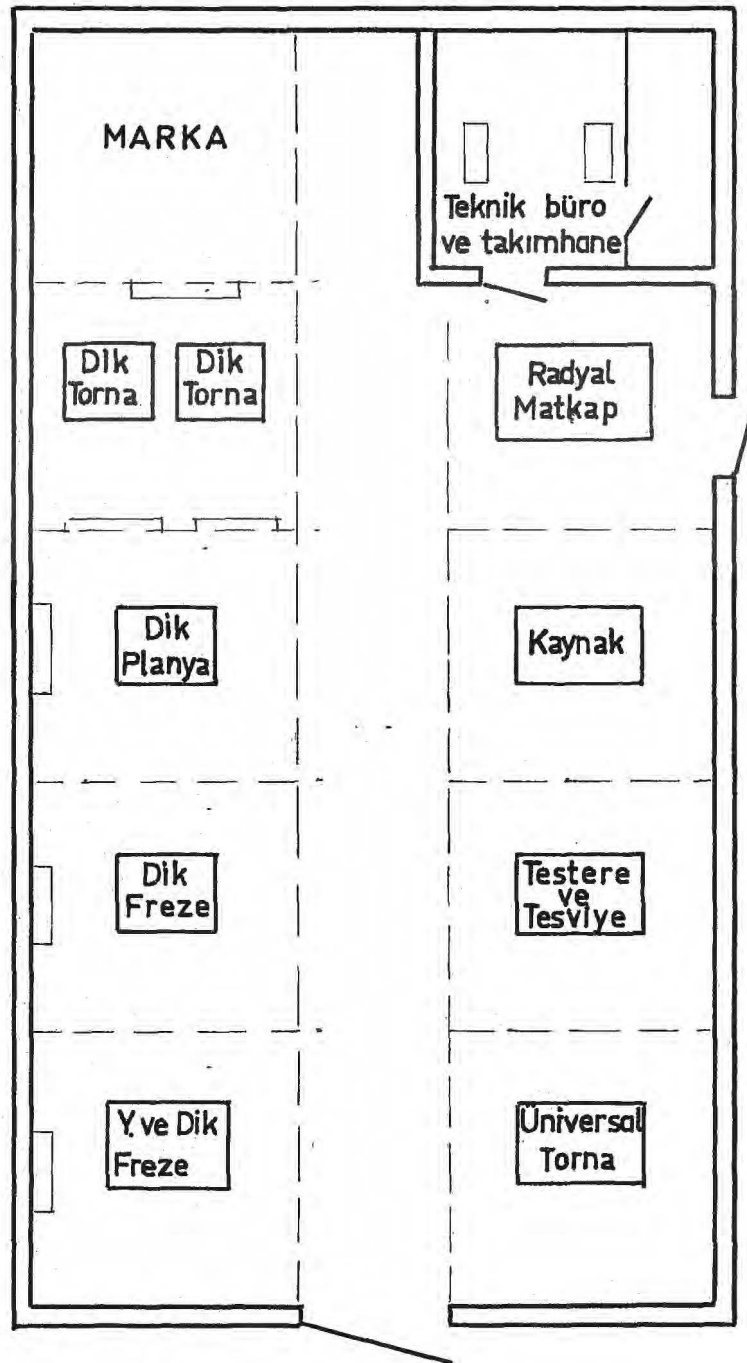 MARKA
Teknik büro
ve takımhane
Dik
Torna
Dik
Torna
Radyal
Matkap
Dik
Planya
Kaynak
Dik
Freze
Testere
ve
Tesviye
Y. ve Dik
Freze
Üniversal
Torna